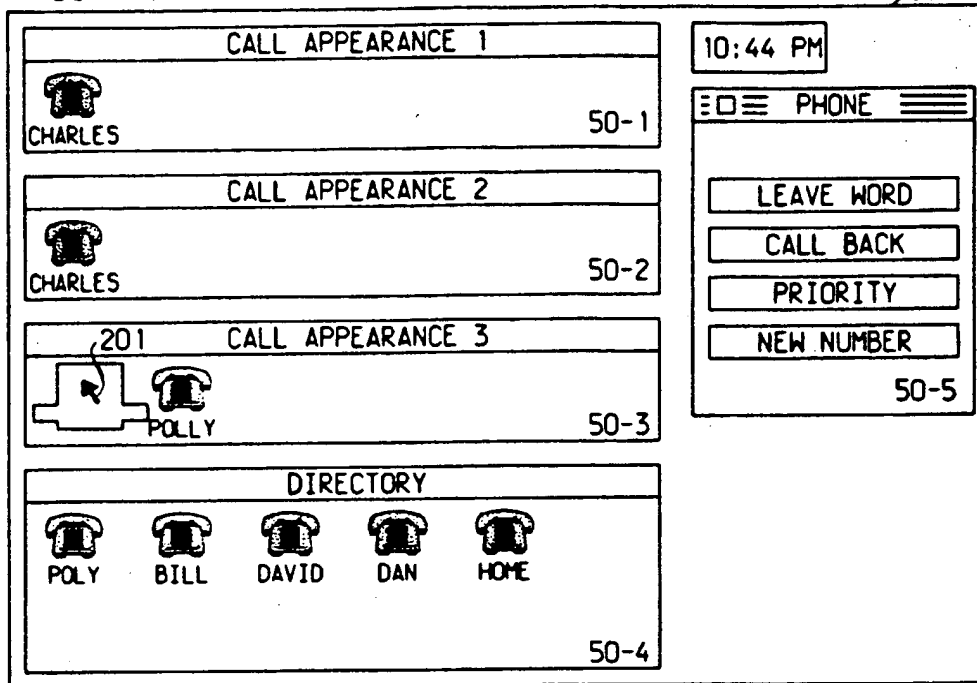 CALL APPEARANCE 1
CHARLES
50-1
CALL APPEARANCE 2
CHARLES
50-2
201
CALL APPEARANCE 3
POLLY
50-3
DIRECTORY
POLY BILL DAVID DAN HOME
50-4
10:44 PM
PHONE
LEAVE WORD
CALL BACK
PRIORITY
NEW NUMBER
50-5